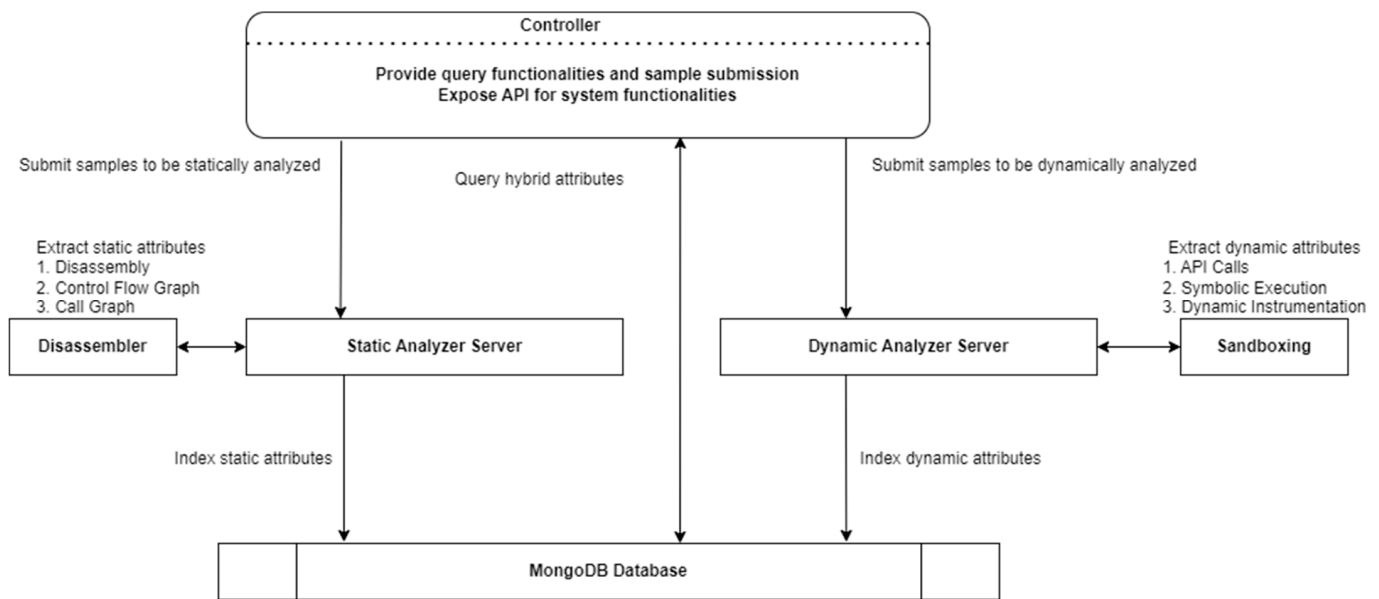 Controller
Provide query functionalities and sample submission
Expose API for system functionalities
Submit samples to be statically analyzed
Query hybrid attributes
Submit samples to be dynamically analyzed
Extract static attributes
1. Disassembly
2. Control Flow Graph
3. Call Graph
Extract dynamic attributes
1. API Calls
2. Symbolic Execution
3. Dynamic Instrumentation
Disassembler
Static Analyzer Server
Dynamic Analyzer Server
Sandboxing
Index static attributes
Index dynamic attributes
MongoDB Database